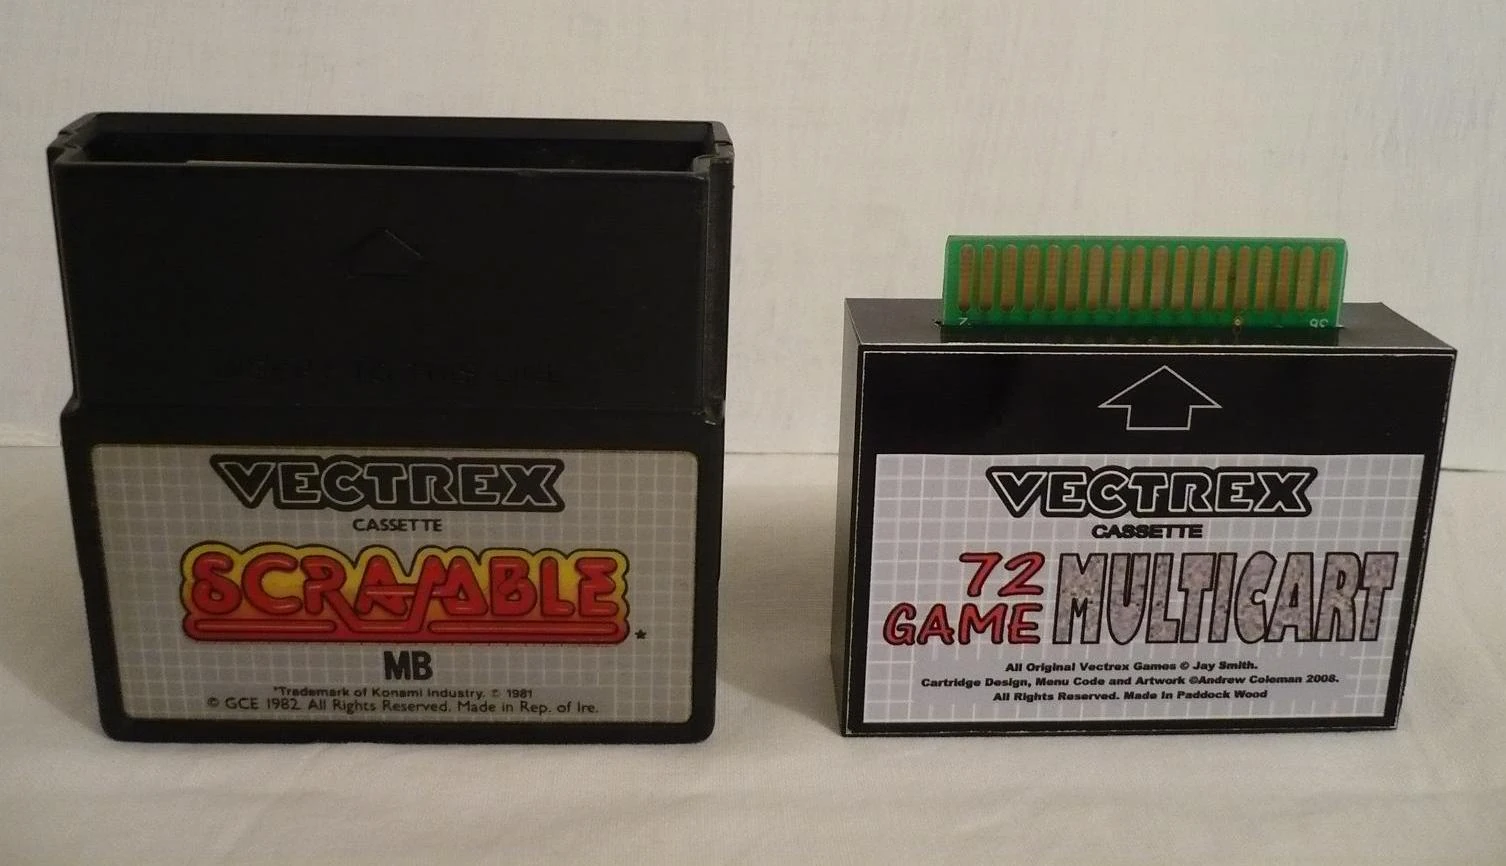 VECTREX
CASSETTE
SCRAMBLE*
MB
*Trademark of Konami Industry. © 1981
© GCE 1982. All Rights Reserved. Made in Rep. of Ire.
VECTREX
CASSETTE
72
GAME
MULTICART
All Original Vectrex Games © Jay Smith.
Cartridge Design, Menu Code and Artwork ©Andrew Coleman 2008.
All Rights Reserved. Made In Paddock Wood